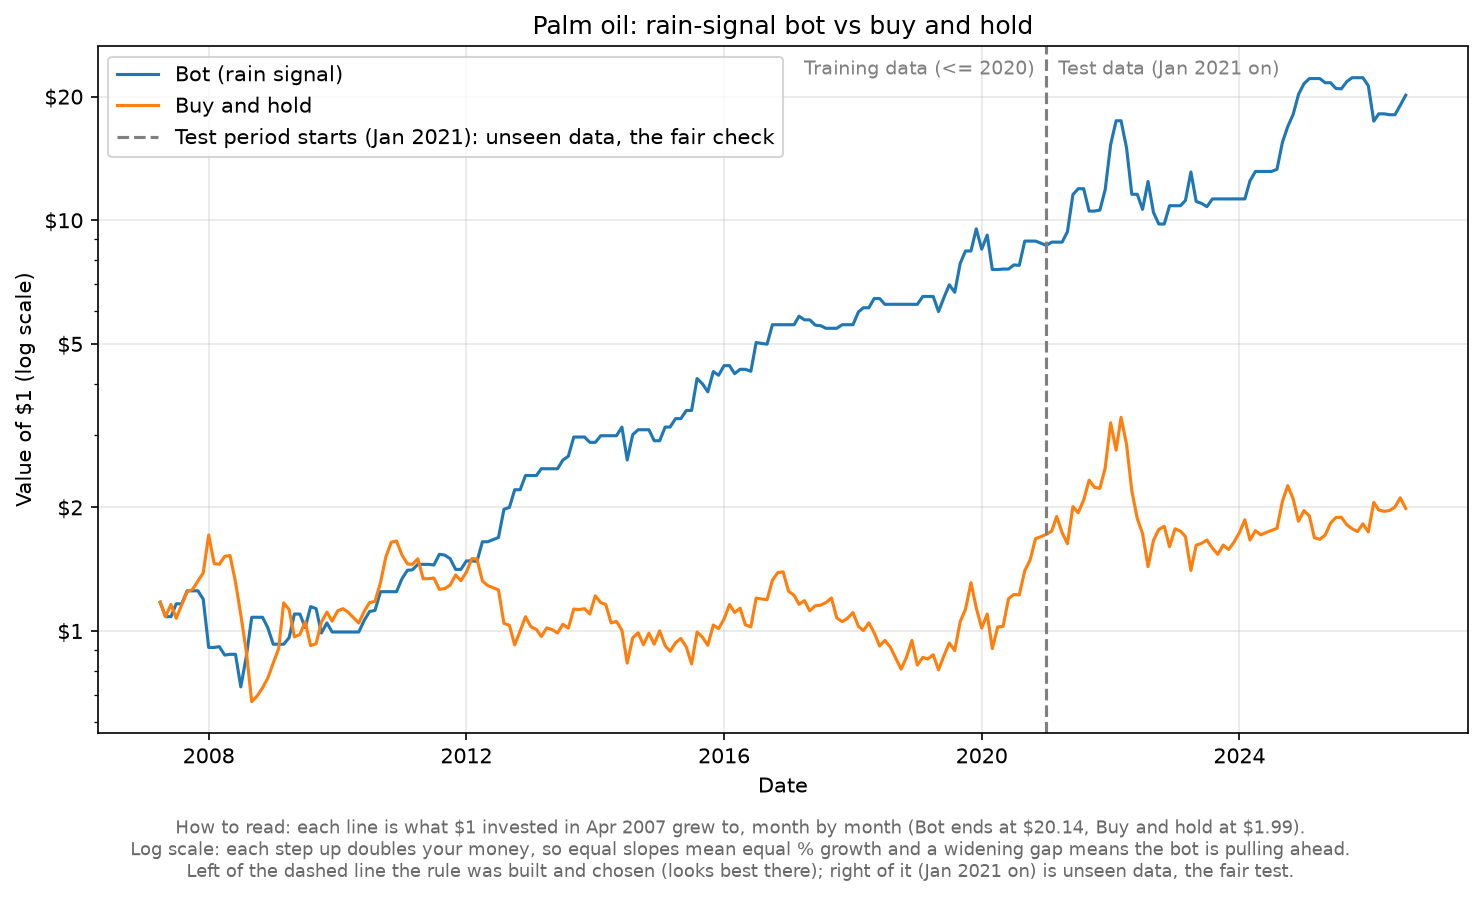 Palm oil: rain-signal bot vs buy and hold
Bot (rain signal)
Buy and hold
Test period starts (Jan 2021): unseen data, the fair check
Training data (<= 2020)
Test data (Jan 2021 on)
Value of $1 (log scale)
$20
$10
$5
$2
$1
2008
2012
2016
2020
2024
Date
How to read: each line is what $1 invested in Apr 2007 grew to, month by month (Bot ends at $20.14, Buy and hold at $1.99).
Log scale: each step up doubles your money, so equal slopes mean equal % growth and a widening gap means the bot is pulling ahead.
Left of the dashed line the rule was built and chosen (looks best there); right of it (Jan 2021 on) is unseen data, the fair test.